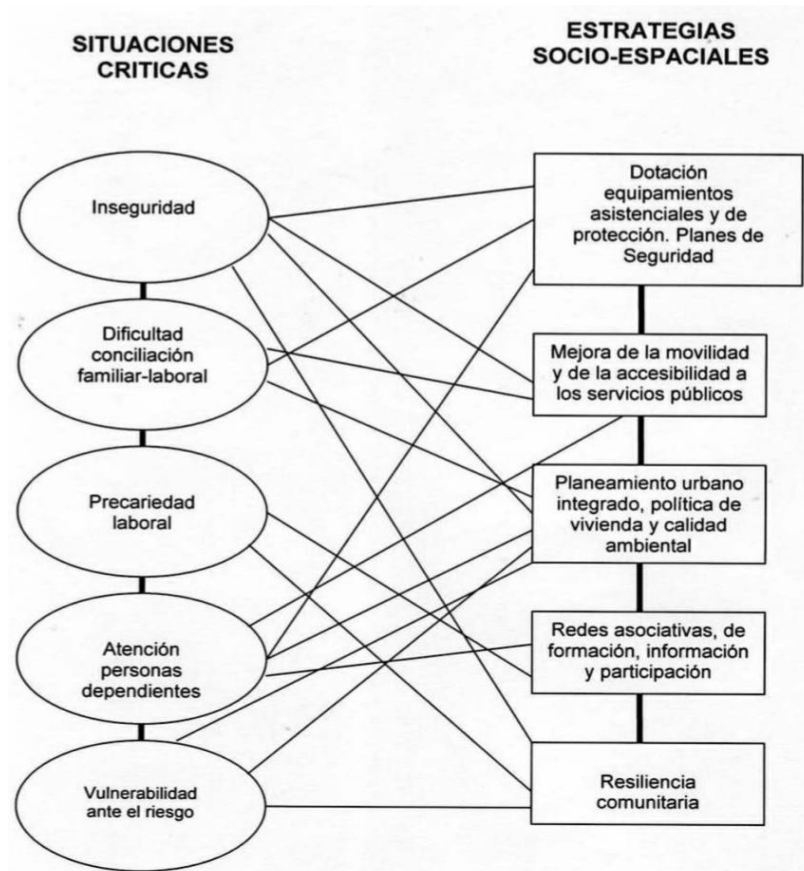 SITUACIONES
CRITICAS
ESTRATEGIAS
SOCIO-ESPACIALES
Inseguridad
Dificultad
conciliación
familiar-laboral
Precariedad
laboral
Atención
personas
dependientes
Vulnerabilidad
ante el riesgo
Dotación
equipamientos
asistenciales y de
protección. Planes de
Seguridad
Mejora de la movilidad
y de la accesibilidad a
los servicios públicos
Planeamiento urbano
integrado, política de
vivienda y calidad
ambiental
Redes asociativas, de
formación, información
y participación
Resiliencia
comunitaria